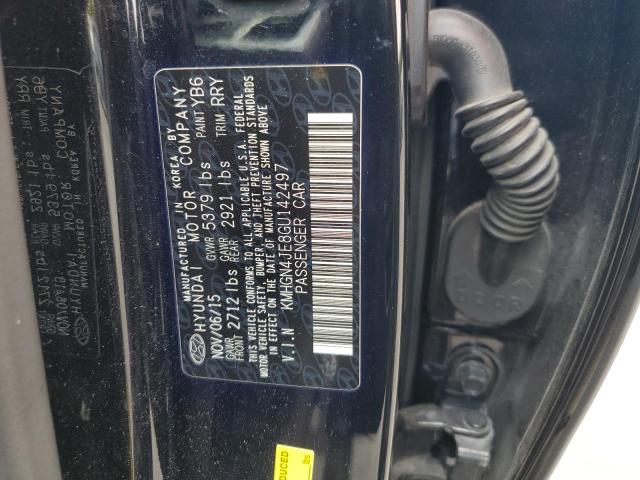 MANUFACTURED IN KOREA BY
HYUNDAI MOTOR COMPANY
NOV/06/15 GVWR 5379 lbs PAINT YB6
GAWR FRONT 2712 lbs GAWR REAR 2921 lbs TRIM RRY
THIS VEHICLE CONFORMS TO ALL APPLICABLE U.S.A. FEDERAL
MOTOR VEHICLE SAFETY, BUMPER, AND THEFT PREVENTION STANDARDS
IN EFFECT ON THE DATE OF MANUFACTURE SHOWN ABOVE.
V.I.N KMHGN4JE8GU142497
PASSENGER CAR
DUCED
lbs